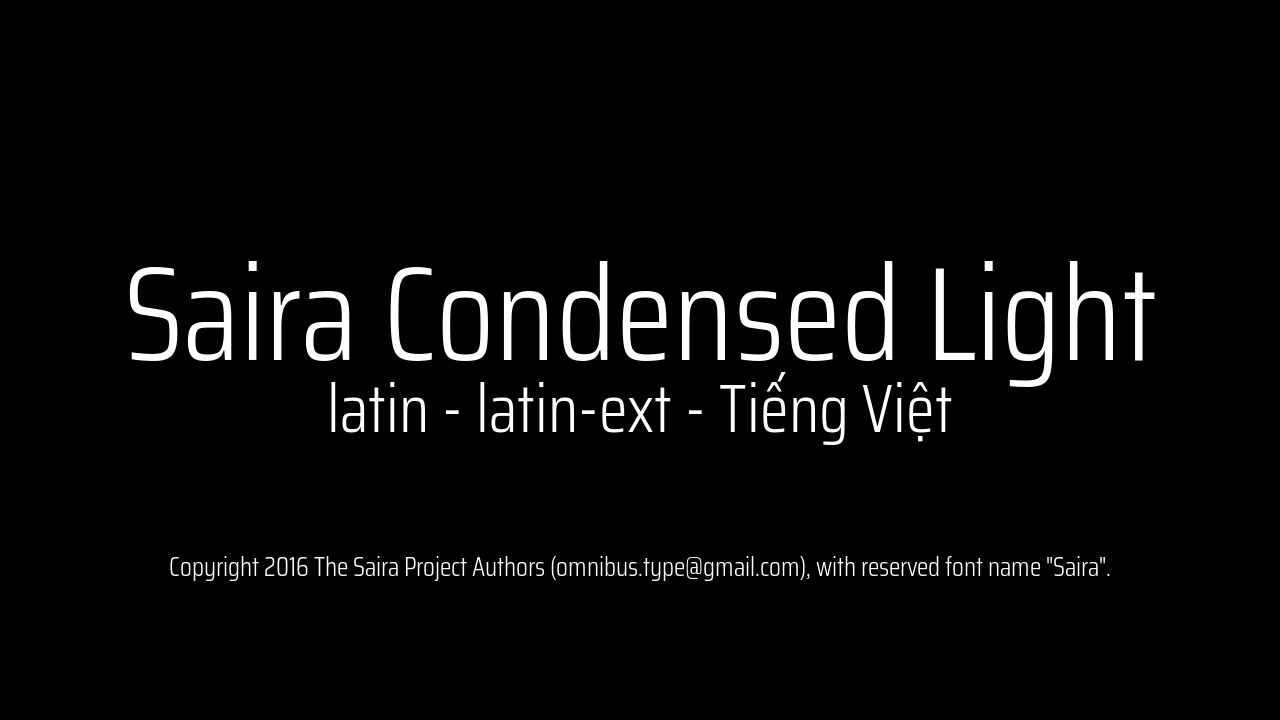 Saira Condensed Light
latin - latin-ext - Tiếng Việt
Copyright 2016 The Saira Project Authors (omnibus.type@gmail.com), with reserved font name "Saira".